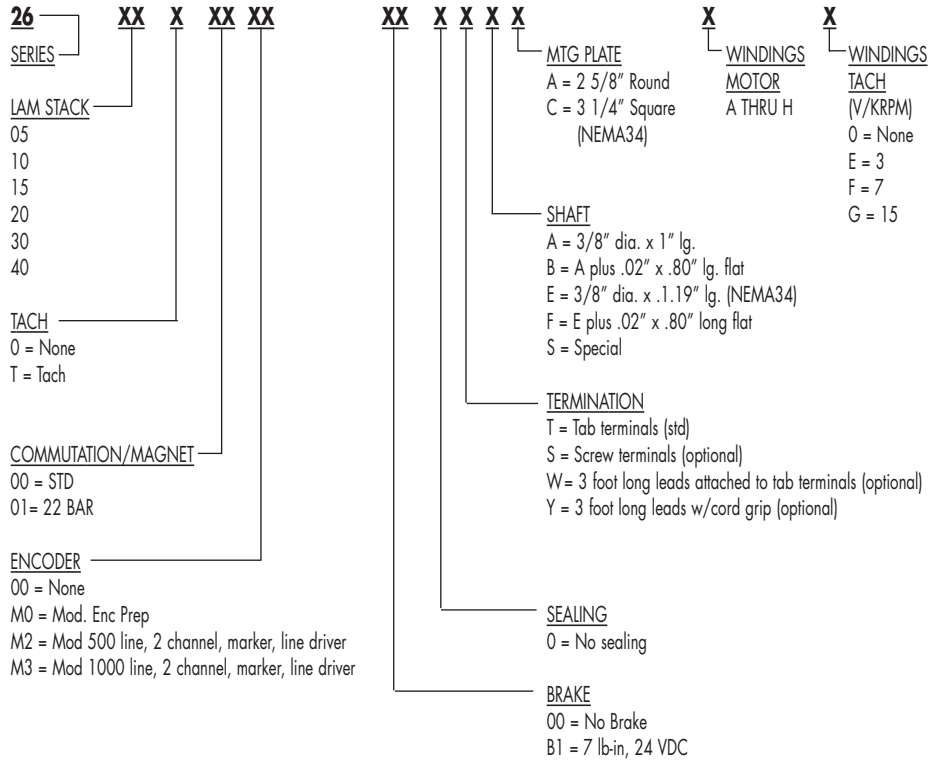 26 XX X XX XX XX X X X X X X
SERIES
LAM STACK
05
10
15
20
30
40
TACH
0 = None
T = Tach
COMMUTATION/MAGNET
00 = STD
01= 22 BAR
ENCODER
00 = None
M0 = Mod. Enc Prep
M2 = Mod 500 line, 2 channel, marker, line driver
M3 = Mod 1000 line, 2 channel, marker, line driver
MTG PLATE
A = 2 5/8” Round
C = 3 1/4” Square
(NEMA34)
WINDINGS
MOTOR
A THRU H
WINDINGS
TACH
(V/KRPM)
0 = None
E = 3
F = 7
G = 15
SHAFT
A = 3/8” dia. x 1” lg.
B = A plus .02” x .80” lg. flat
E = 3/8” dia. x .1.19” lg. (NEMA34)
F = E plus .02” x .80” long flat
S = Special
TERMINATION
T = Tab terminals (std)
S = Screw terminals (optional)
W= 3 foot long leads attached to tab terminals (optional)
Y = 3 foot long leads w/cord grip (optional)
SEALING
0 = No sealing
BRAKE
00 = No Brake
B1 = 7 lb-in, 24 VDC